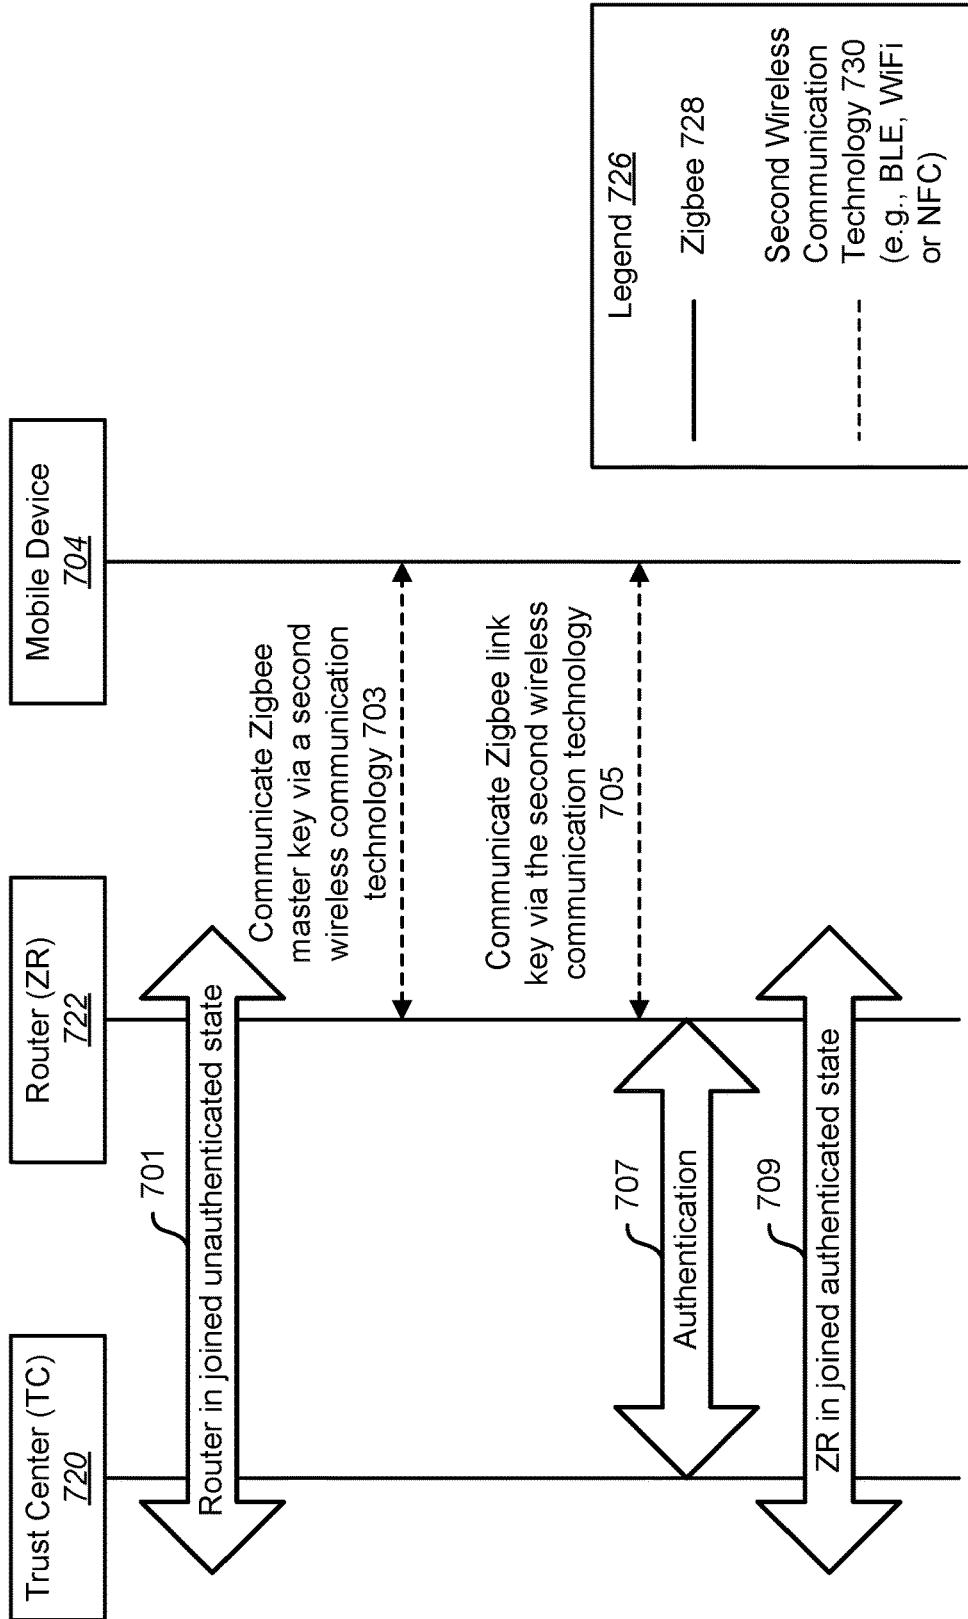 Trust Center (TC)
720
Router (ZR)
722
Mobile Device
704
701
Router in joined unauthenticated state
Communicate Zigbee
master key via a second
wireless communication
technology 703
Communicate Zigbee link
key via the second wireless
communication technology
705
707
Authentication
709
ZR in joined authenticated state
Legend 726
Zigbee 728
Second Wireless
Communication
Technology 730
(e.g., BLE, WiFi
or NFC)